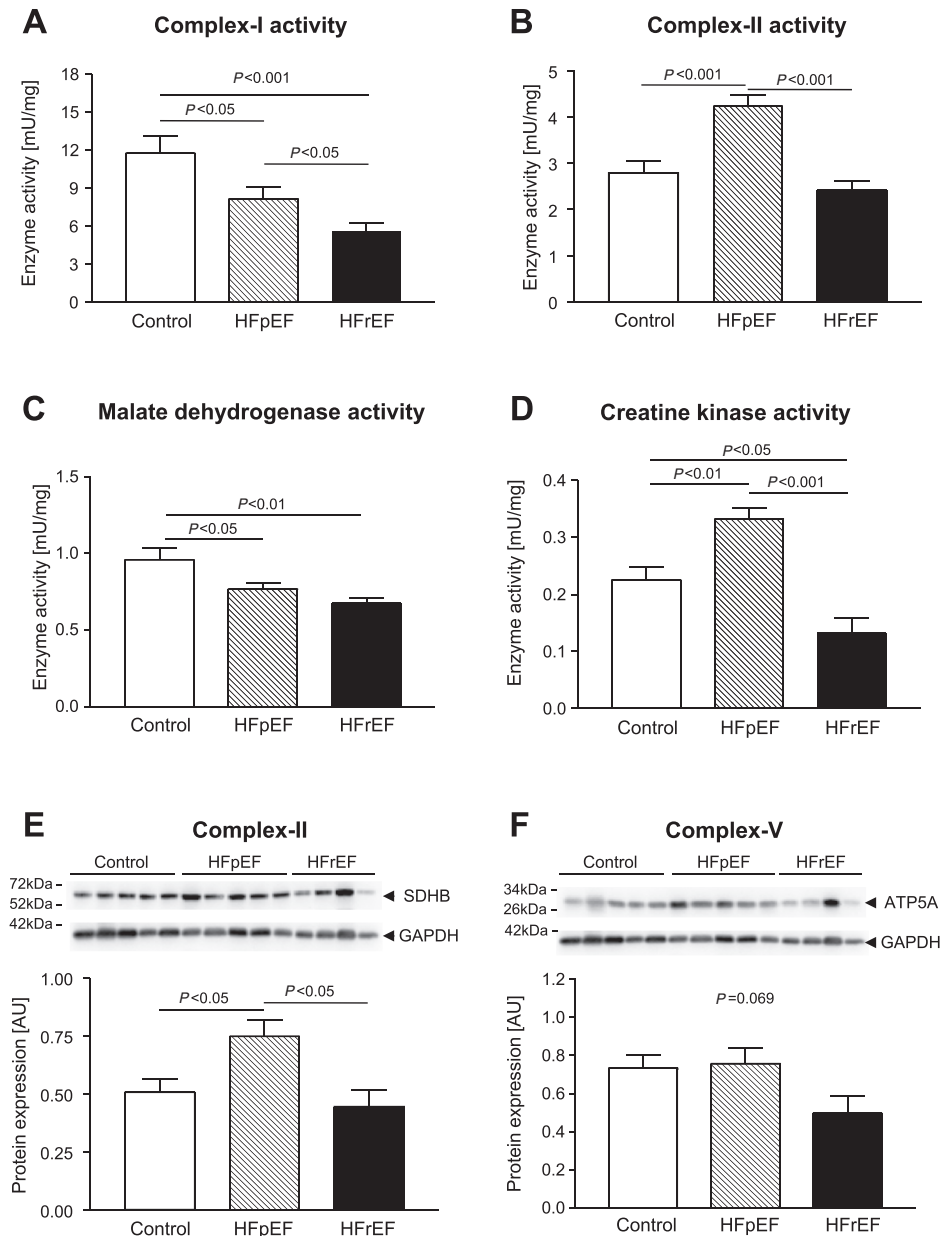 A Complex-I activity
Enzyme activity [mU/mg]
18
15
12
9
6
3
0
P<0.001
P<0.05
P<0.05
Control HFpEF HFrEF
B Complex-II activity
Enzyme activity [mU/mg]
5
4
3
2
1
0
P<0.001 P<0.001
Control HFpEF HFrEF
C Malate dehydrogenase activity
Enzyme activity [mU/mg]
1.5
1.0
0.5
0.0
P<0.01
P<0.05
Control HFpEF HFrEF
D Creatine kinase activity
Enzyme activity [mU/mg]
0.4
0.3
0.2
0.1
0.0
P<0.05
P<0.01 P<0.001
Control HFpEF HFrEF
E Complex-II
Control HFpEF HFrEF
72kDa
52kDa
SDHB
42kDa
GAPDH
Protein expression [AU]
1.00
0.75
0.50
0.25
0.00
P<0.05 P<0.05
Control HFpEF HFrEF
F Complex-V
Control HFpEF HFrEF
34kDa
26kDa
ATP5A
42kDa
GAPDH
Protein expression [AU]
1.2
1.0
0.8
0.6
0.4
0.2
0.0
P=0.069
Control HFpEF HFrEF